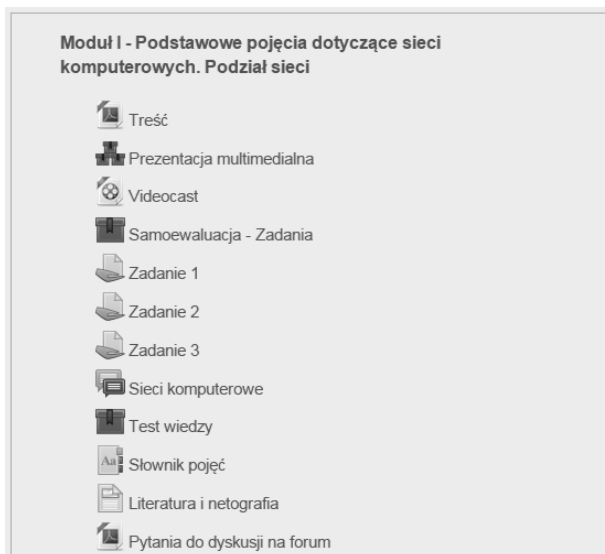 Moduł I - Podstawowe pojęcia dotyczące sieci
komputerowych. Podział sieci
Treść
Prezentacja multimedialna
Videocast
Samoewaluacja - Zadania
Zadanie 1
Zadanie 2
Zadanie 3
Sieci komputerowe
Test wiedzy
Aa
Słownik pojęć
Literatura i netografia
Pytania do dyskusji na forum